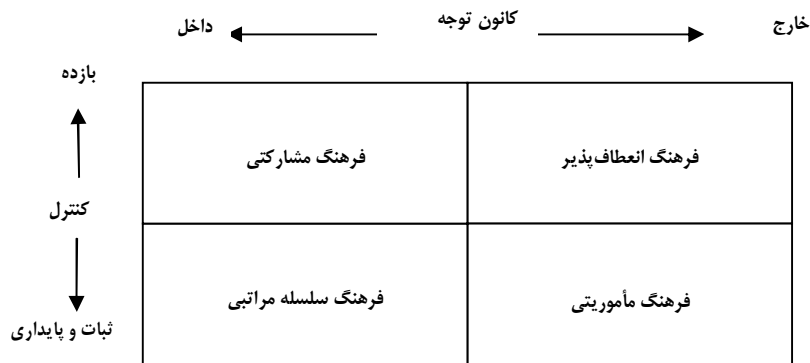 خارج
کانون توجه
داخل
بازده
فرهنگ انعطاف‌پذیر
فرهنگ مشارکتی
کنترل
فرهنگ مأموریتی
فرهنگ سلسله مراتبی
ثبات و پایداری